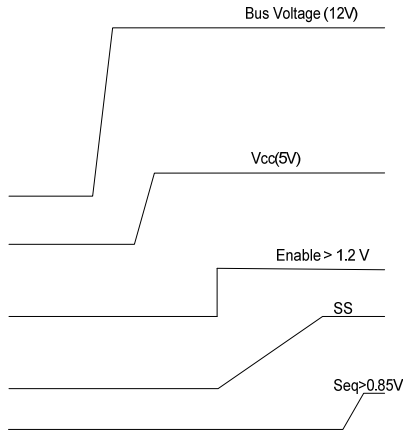 Bus Voltage (12V)
Vcc(5V)
Enable > 1.2 V
SS
Seq>0.85V